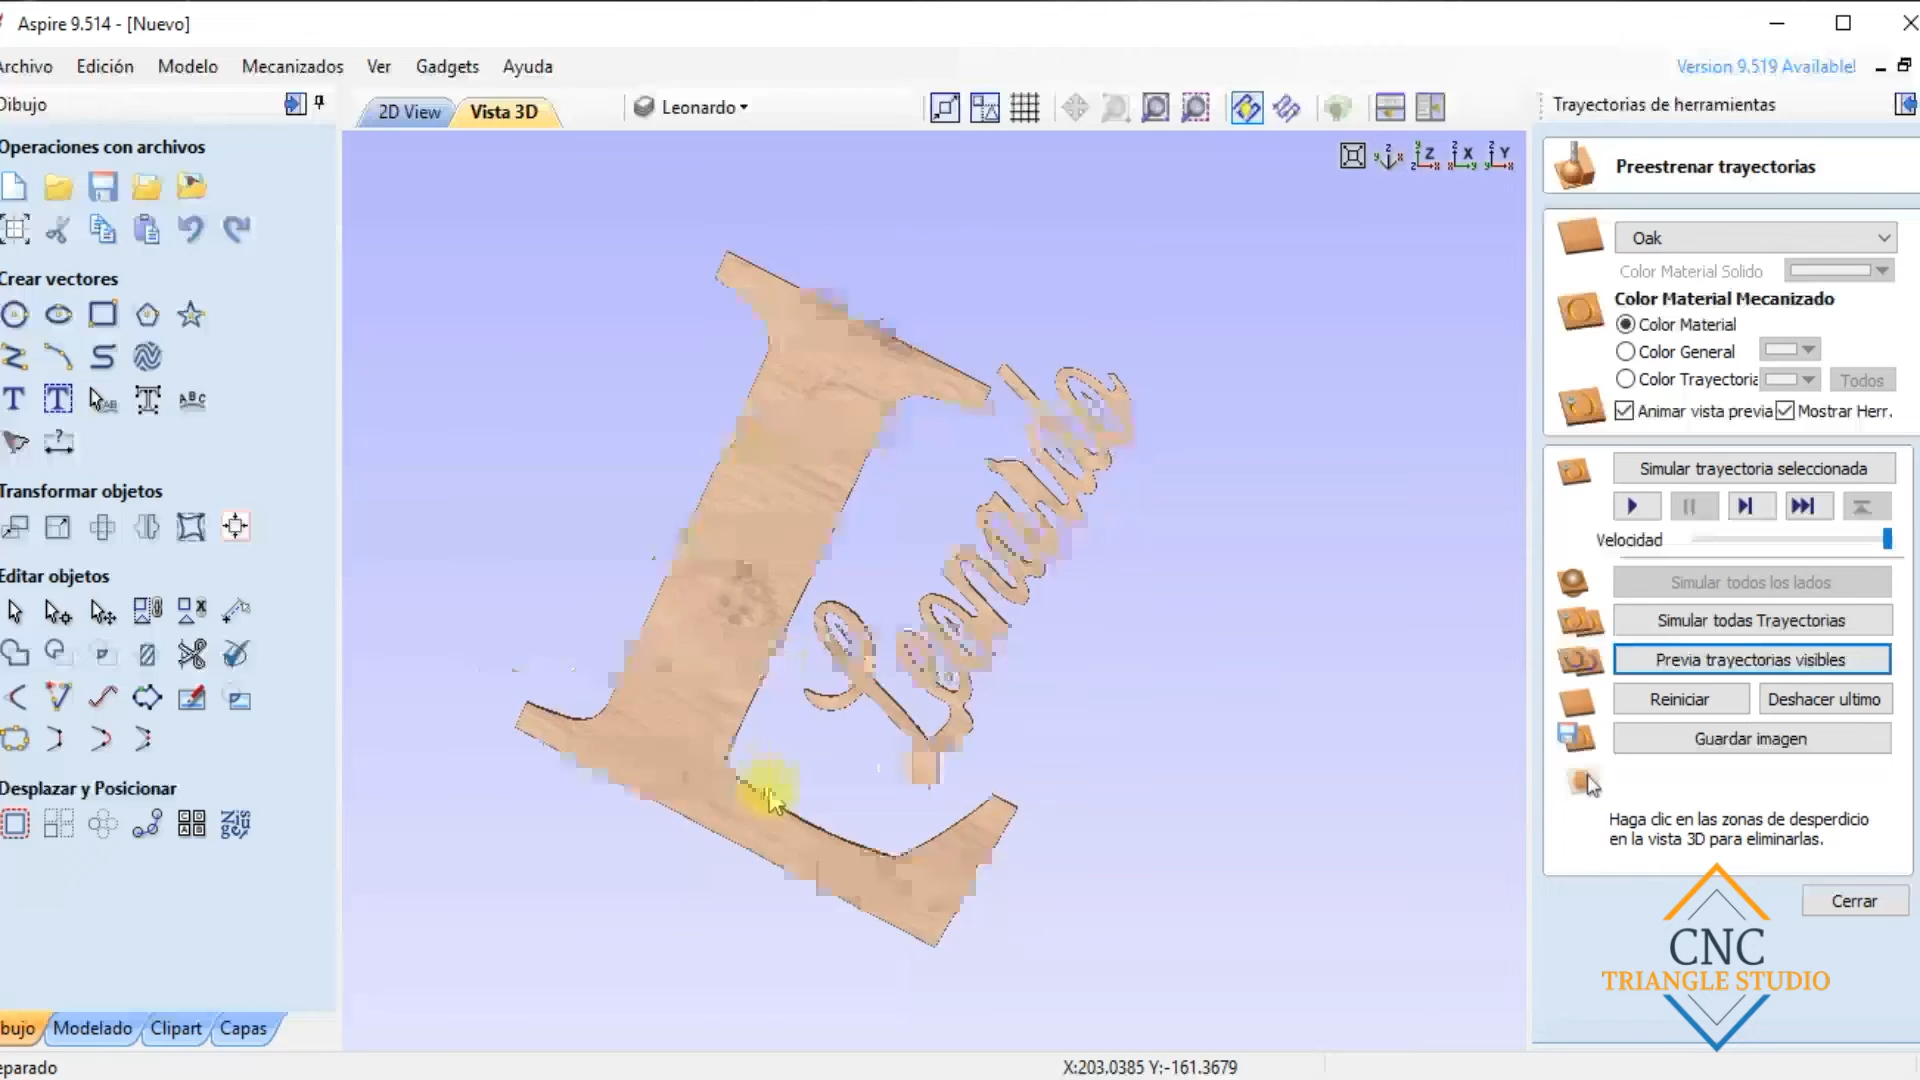 Aspire 9.514 - [Nuevo]
Archivo Edición Modelo Mecanizados Ver Gadgets Ayuda
Version 9.519 Available!
Dibujo
Operaciones con archivos
Crear vectores
Transformar objetos
Editar objetos
Desplazar y Posicionar
bujo Modelado Clipart Capas
eparado
2D View Vista 3D
Leonardo
Leonardo
X:203.0385 Y:-161.3679
Trayectorias de herramientas
Preestrenar trayectorias
Oak
Color Material Solido
Color Material Mecanizado
Color Material
Color General
Color Trayectoria
Todos
Animar vista previa Mostrar Herr.
Simular trayectoria seleccionada
Velocidad
Simular todos los lados
Simular todas Trayectorias
Previa trayectorias visibles
Reiniciar Deshacer ultimo
Guardar imagen
Haga clic en las zonas de desperdicio
en la vista 3D para eliminarlas.
Cerrar
CNC
TRIANGLE STUDIO